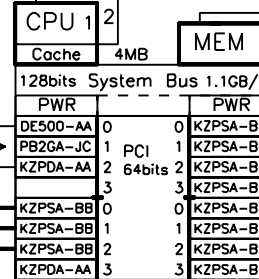 CPU 1 2
Cache 4MB MEM
128bits System Bus 1.1GB/
PWR PWR
DE500-AA 0 0 KZPSA-B
PB2GA-JC 1 PCI 1 KZPSA-B
KZPDA-AA 2 64bits 2 KZPSA-B
3 3 KZPSA-B
KZPSA-BB 0 0 KZPSA-B
KZPSA-BB 1 1 KZPSA-B
KZPSA-BB 2 2 KZPSA-B
KZPDA-AA 3 3 KZPSA-B